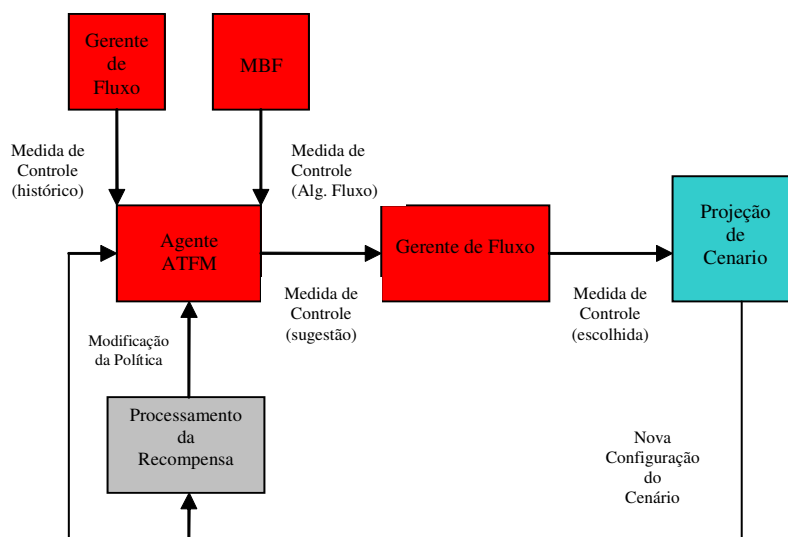 Gerente
de
Fluxo
MBF
Medida de
Controle
(histórico)
Medida de
Controle
(Alg. Fluxo)
Agente
ATFM
Gerente de Fluxo
Projeção
de
Cenario
Medida de
Controle
(sugestão)
Medida de
Controle
(escolhida)
Modificação
da Política
Processamento
da
Recompensa
Nova
Configuração
do
Cenário